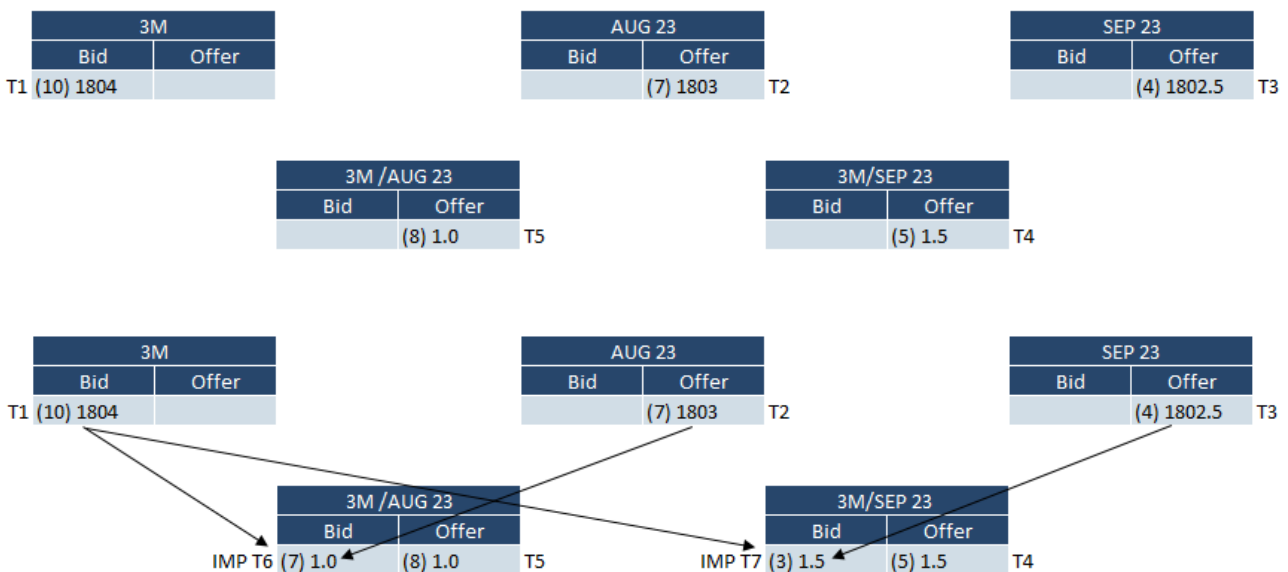 3M AUG 23 SEP 23
Bid Offer Bid Offer Bid Offer
T1 (10) 1804 (7) 1803 T2 (4) 1802.5 T3
3M /AUG 23 3M/SEP 23
Bid Offer Bid Offer
(8) 1.0 T5 (5) 1.5 T4
3M AUG 23 SEP 23
Bid Offer Bid Offer Bid Offer
T1 (10) 1804 (7) 1803 T2 (4) 1802.5 T3
3M /AUG 23 3M/SEP 23
Bid Offer Bid Offer
IMP T6 (7) 1.0 (8) 1.0 T5 IMP T7 (3) 1.5 (5) 1.5 T4